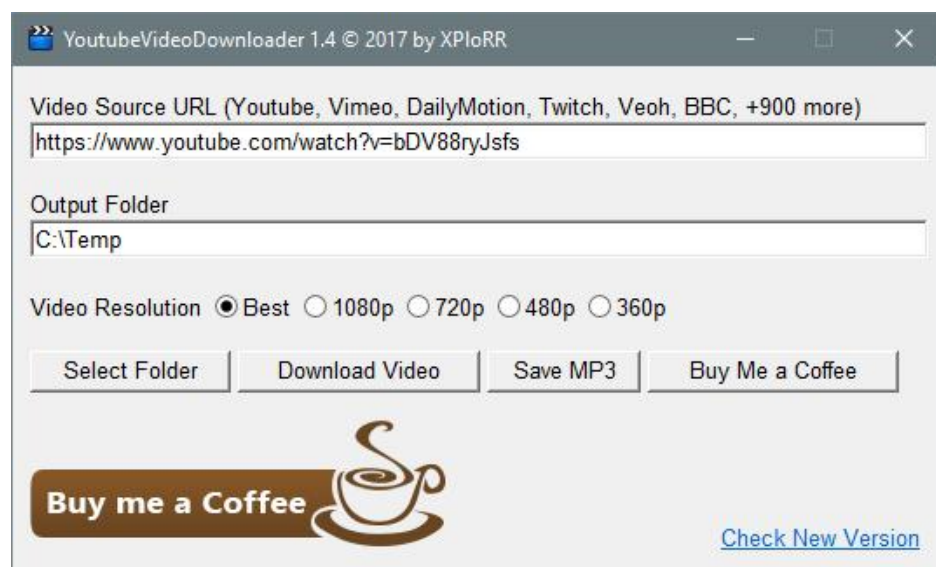 YoutubeVideoDownloader 1.4 © 2017 by XPloRR
Video Source URL (Youtube, Vimeo, DailyMotion, Twitch, Veoh, BBC, +900 more)
https://www.youtube.com/watch?v=bDV88ryJsfs
Output Folder
C:\Temp
Video Resolution Best 1080p 720p 480p 360p
Select Folder Download Video Save MP3 Buy Me a Coffee
Buy me a Coffee
Check New Version